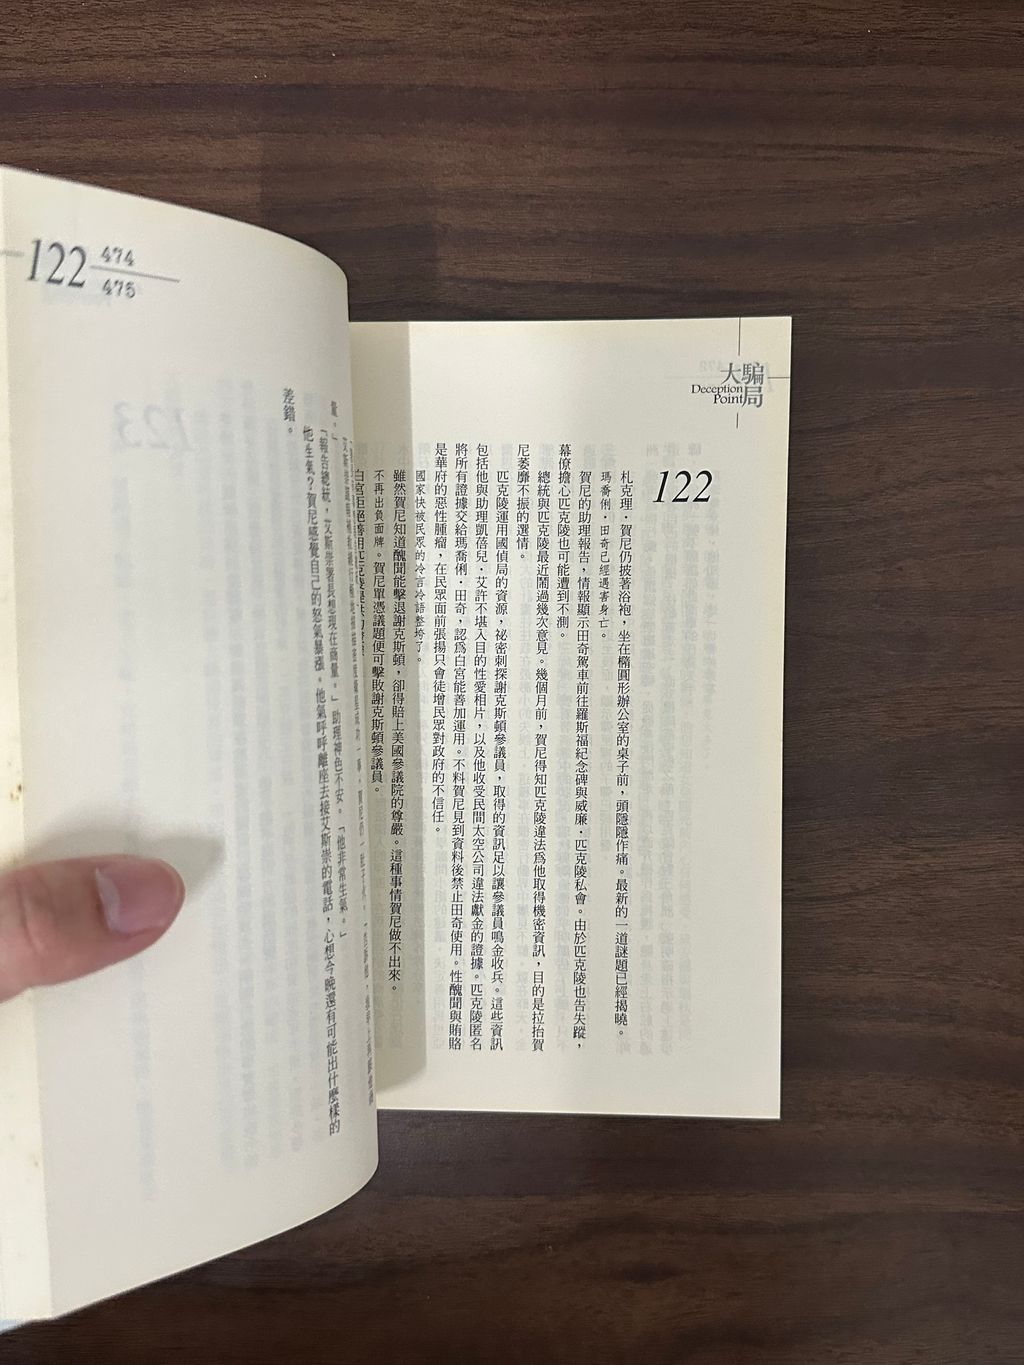 大騙局
Deception
Point
122
札克理．賀尼仍披著浴袍，坐在橢圓形辦公室的桌子前，頭隱隱作痛。最新的一道謎題已經揭曉。
瑪喬俐．田奇已經遇害身亡。
賀尼的助理報告，情報顯示田奇駕車前往羅斯福紀念碑與威廉．匹克陵私會。由於匹克陵也告失蹤，
幕僚擔心匹克陵也可能遭到不測。
總統與匹克陵最近鬧過幾次意見。幾個月前，賀尼得知匹克陵違法為他取得機密資訊，目的是拉抬賀
尼萎靡不振的選情。
匹克陵運用國偵局的資源，祕密刺探謝克斯頓參議員，取得的資訊足以讓參議員鳴金收兵。這些資訊
包括他與助理凱蓓兒．艾許不堪入目的性愛相片，以及他收受民間太空公司違法獻金的證據。匹克陵匿名
將所有證據交給瑪喬俐．田奇，認為白宮能善加運用。不料賀尼見到資料後禁止田奇使用。性醜聞與賄賂
是華府的惡性腫瘤，在民眾面前張揚只會徒增民眾對政府的不信任。
國家快被民眾的冷言冷語整垮了。
雖然賀尼知道醜聞能擊退謝克斯頓，卻得賠上美國參議院的尊嚴。這種事情賀尼做不出來。
不再出負面牌。賀尼單憑議題便可擊敗謝克斯頓參議員。
122
474
475
「報告總統，艾斯崇署長想現在商量。」助理神色不安。「他非常生氣。」
他生氣？賀尼感覺自己的怒氣暴漲。他氣呼呼離座去接艾斯崇的電話，心想今晚還有可能出什麼樣的
差錯。